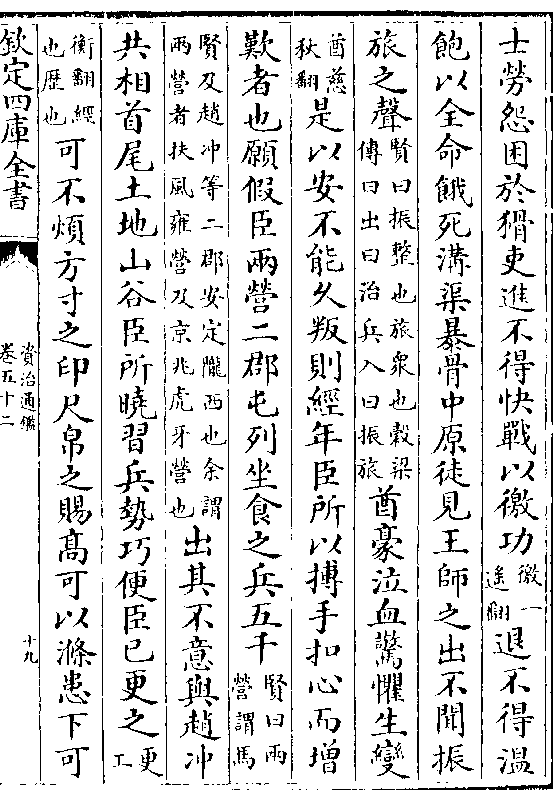 士勞怨困於猾吏進不得快戰以徼功徼一遥翻退不得温
飽以全命餓死溝渠暴骨中原徒見王師之出不聞振
旅之聲賢曰振整也旅衆也穀梁傳曰出曰治兵入曰振旅酋豪泣血驚懼生變
酋慈秋翻是以安不能久叛則經年臣所以搏手扣心而增
歎者也願假臣兩營二郡屯列坐食之兵五千賢曰兩營謂馬
賢及趙冲等二郡安定隴西也余謂兩營者扶風雍營及京兆虎牙營也出其不意與趙冲
共相首尾土地山谷臣所曉習兵勢巧便臣已更之更工
衡翻經也歴也可不煩方寸之印尺帛之賜髙可以滌患下可
欽定四庫全書
資治通鑑
卷五十二
十九